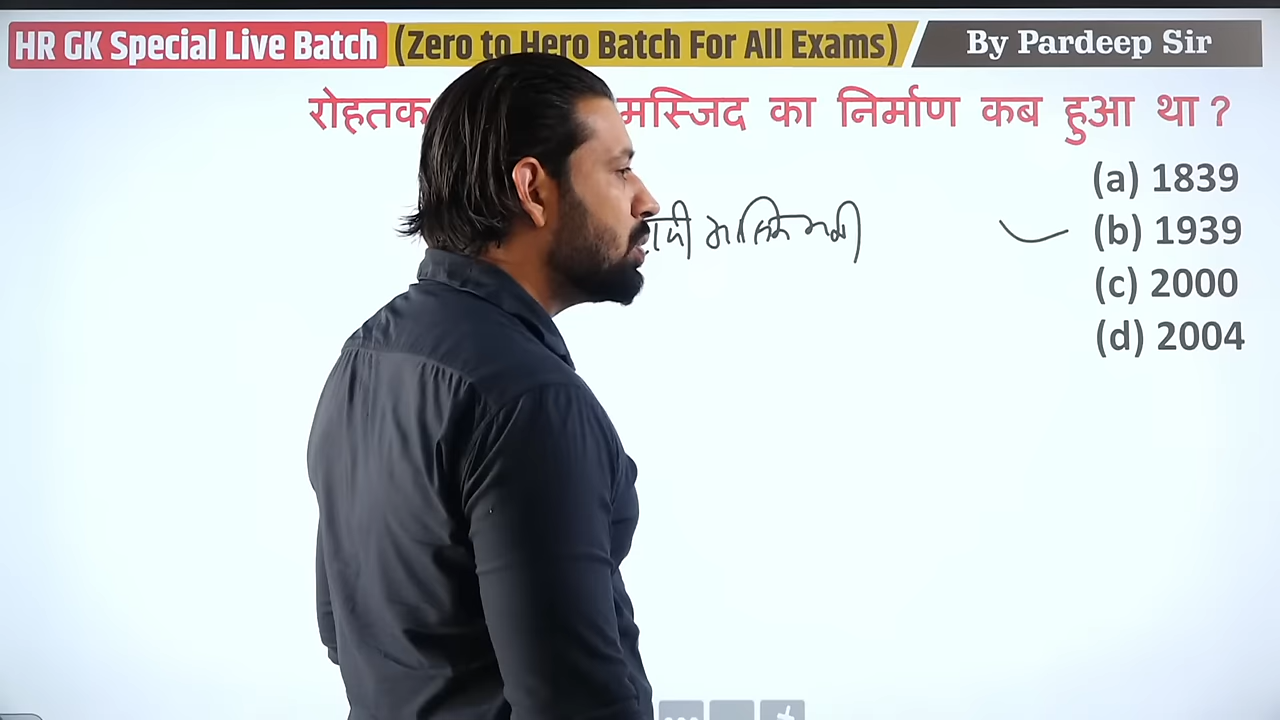 HR GK Special Live Batch (Zero to Hero Batch For All Exams) By Pardeep Sir
रोहतक मस्जिद का निर्माण कब हुआ था ?
(a) 1839
(b) 1939
(c) 2000
(d) 2004